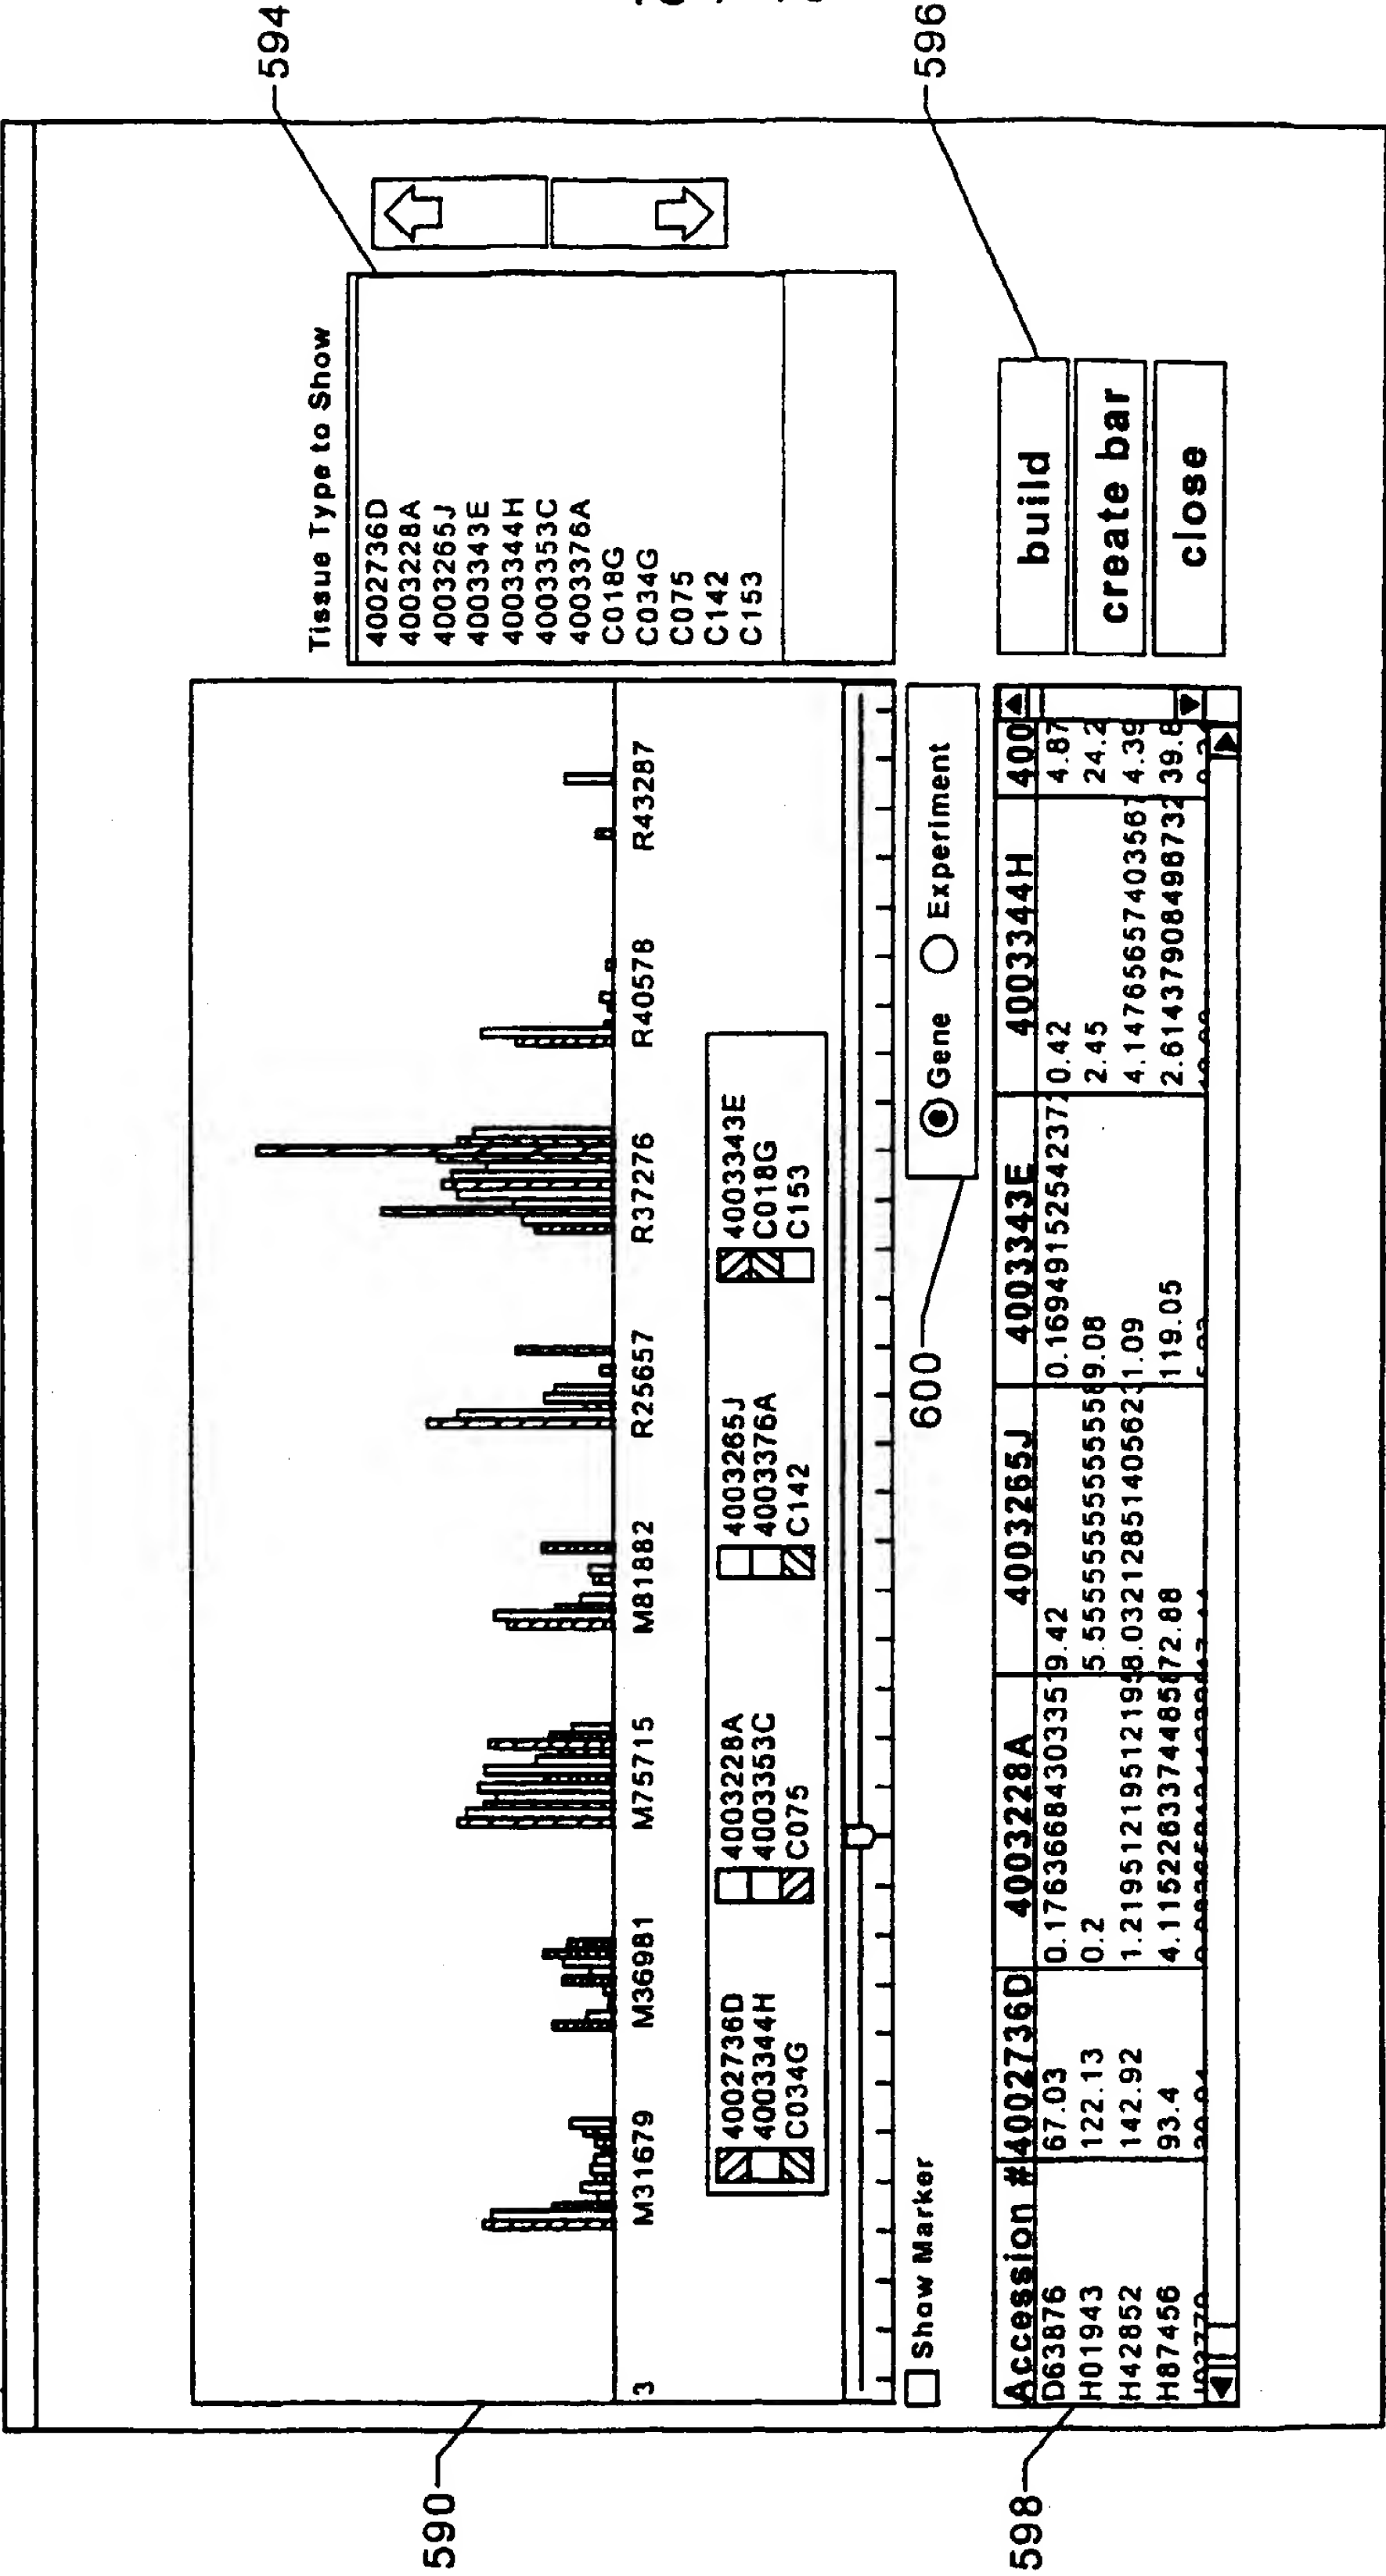 594
Tissue Type to Show
4002736D
4003228A
4003265J
4003343E
4003344H
4003353C
4003376A
C018G
C034G
C075
C142
C153
590
3 M31679 M36981 M75715 M81882 R25657 R37276 R40578 R43287
4002736D 4003228A 4003265J 4003343E
4003344H 4003353C 4003376A C018G
C034G C075 C142 C153
Show Marker
600
Gene Experiment
596
build
create bar
close
598
Accession # 4002736D 4003228A 4003265J 4003343E 4003344H 400
D63876 67.03 0.1763668430335 9.42 0.1694915254237 0.42 4.87
H01943 122.13 0.2 5.555555555555 9.08 2.45 24.2
H42852 142.92 1.21951219512195 8.0321285140562 1.09 4.1476565740356 4.39
H87456 93.4 4.1152263374485 72.88 119.05 2.61437908496732 39.8